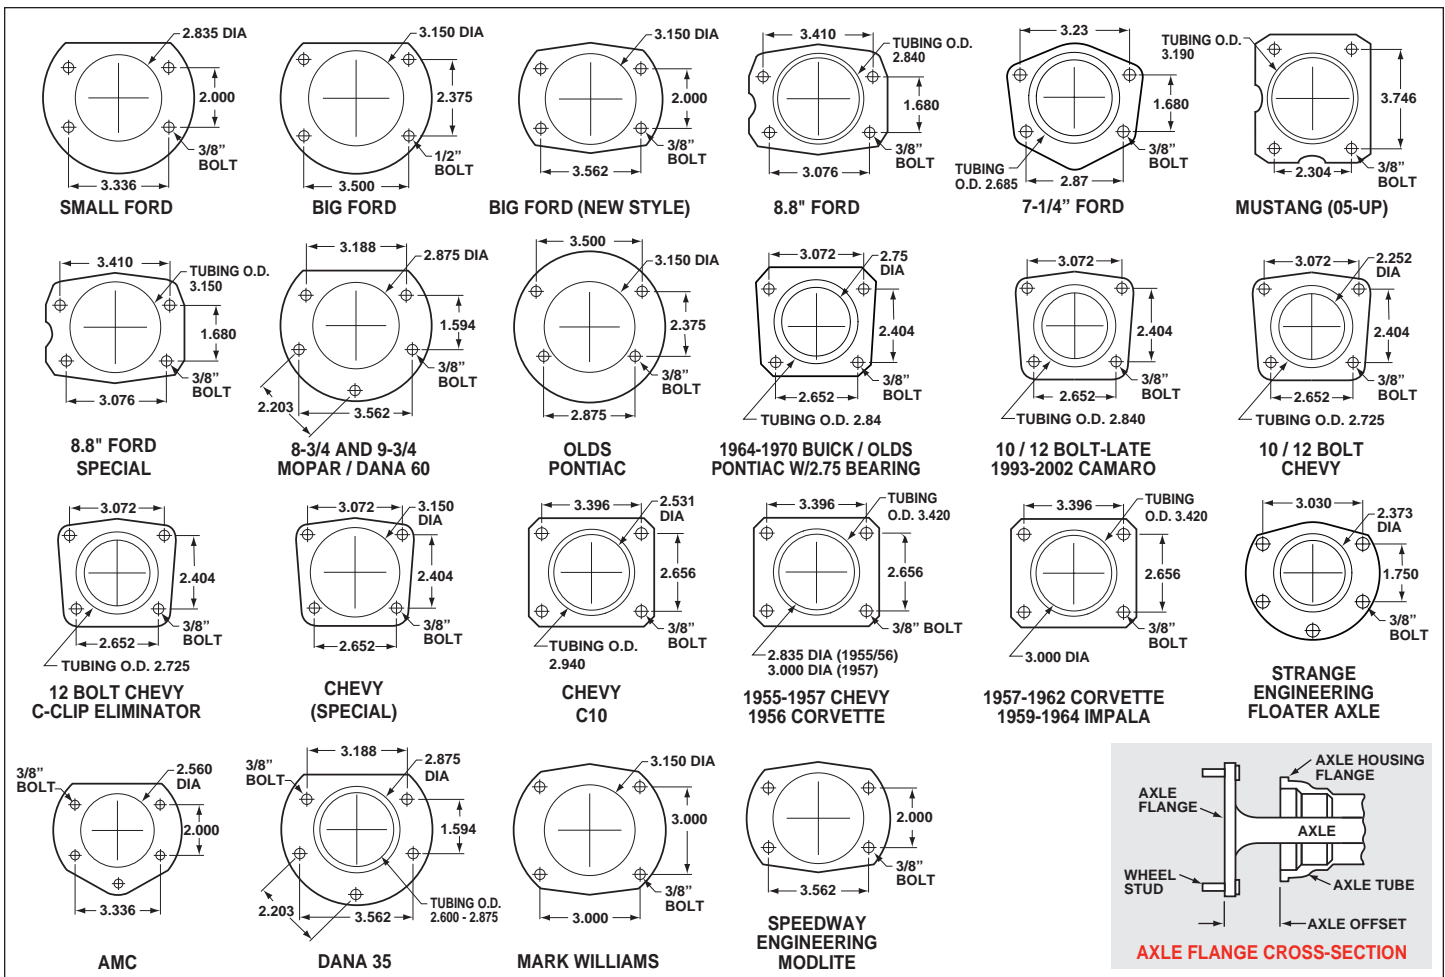 2.835 DIA
2.000
3/8”
BOLT
3.336
SMALL FORD
3.150 DIA
2.375
1/2”
BOLT
3.500
BIG FORD
3.150 DIA
2.000
3/8”
BOLT
3.562
BIG FORD (NEW STYLE)
3.410
TUBING O.D.
2.840
1.680
3/8”
BOLT
3.076
8.8" FORD
3.23
1.680
3/8”
BOLT
TUBING
O.D. 2.685
2.87
7-1/4” FORD
TUBING O.D.
3.190
3.746
3/8”
BOLT
2.304
MUSTANG (05-UP)
3.410
TUBING O.D.
3.150
1.680
3/8”
BOLT
3.076
8.8" FORD
SPECIAL
3.188
2.875 DIA
1.594
3/8”
BOLT
2.203
3.562
8-3/4 AND 9-3/4
MOPAR / DANA 60
3.500
3.150 DIA
2.375
3/8”
BOLT
2.875
OLDS
PONTIAC
3.072
2.75
DIA
2.404
3/8”
BOLT
2.652
TUBING O.D. 2.84
1964-1970 BUICK / OLDS
PONTIAC W/2.75 BEARING
3.072
2.404
3/8”
BOLT
2.652
TUBING O.D. 2.840
10 / 12 BOLT-LATE
1993-2002 CAMARO
3.072
2.252
DIA
2.404
3/8”
BOLT
2.652
TUBING O.D. 2.725
10 / 12 BOLT
CHEVY
3.072
2.404
3/8”
BOLT
2.652
TUBING O.D. 2.725
12 BOLT CHEVY
C-CLIP ELIMINATOR
3.072
3.150
DIA
2.404
3/8”
BOLT
2.652
CHEVY
(SPECIAL)
3.396
2.531
DIA
2.656
3/8”
BOLT
TUBING O.D.
2.940
CHEVY
C10
3.396
TUBING
O.D. 3.420
2.656
3/8” BOLT
2.835 DIA (1955/56)
3.000 DIA (1957)
1955-1957 CHEVY
1956 CORVETTE
3.396
TUBING
O.D. 3.420
2.656
3/8”
BOLT
3.000 DIA
1957-1962 CORVETTE
1959-1964 IMPALA
3.030
2.373
DIA
1.750
3/8”
BOLT
STRANGE
ENGINEERING
FLOATER AXLE
3/8”
BOLT
2.560
DIA
2.000
3.336
AMC
3/8”
BOLT
3.188
2.875
DIA
1.594
2.203
3.562
TUBING O.D.
2.600 - 2.875
DANA 35
3.150 DIA
3.000
3/8”
BOLT
3.000
MARK WILLIAMS
2.000
3/8”
BOLT
3.562
SPEEDWAY
ENGINEERING
MODLITE
AXLE HOUSING
FLANGE
AXLE
FLANGE
AXLE
WHEEL
STUD
AXLE TUBE
AXLE OFFSET
AXLE FLANGE CROSS-SECTION